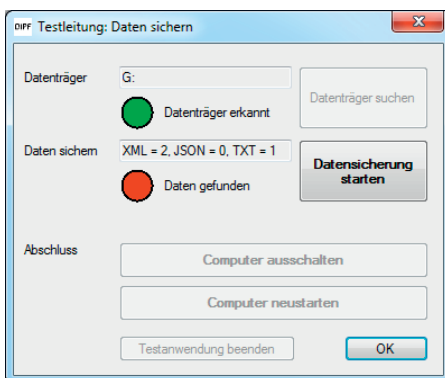 DIPF Testleitung: Daten sichern
Datenträger
G:
Datenträger suchen
Datenträger erkannt
Daten sichern
XML = 2, JSON = 0, TXT = 1
Datensicherung
starten
Daten gefunden
Abschluss
Computer ausschalten
Computer neustarten
Testanwendung beenden
OK